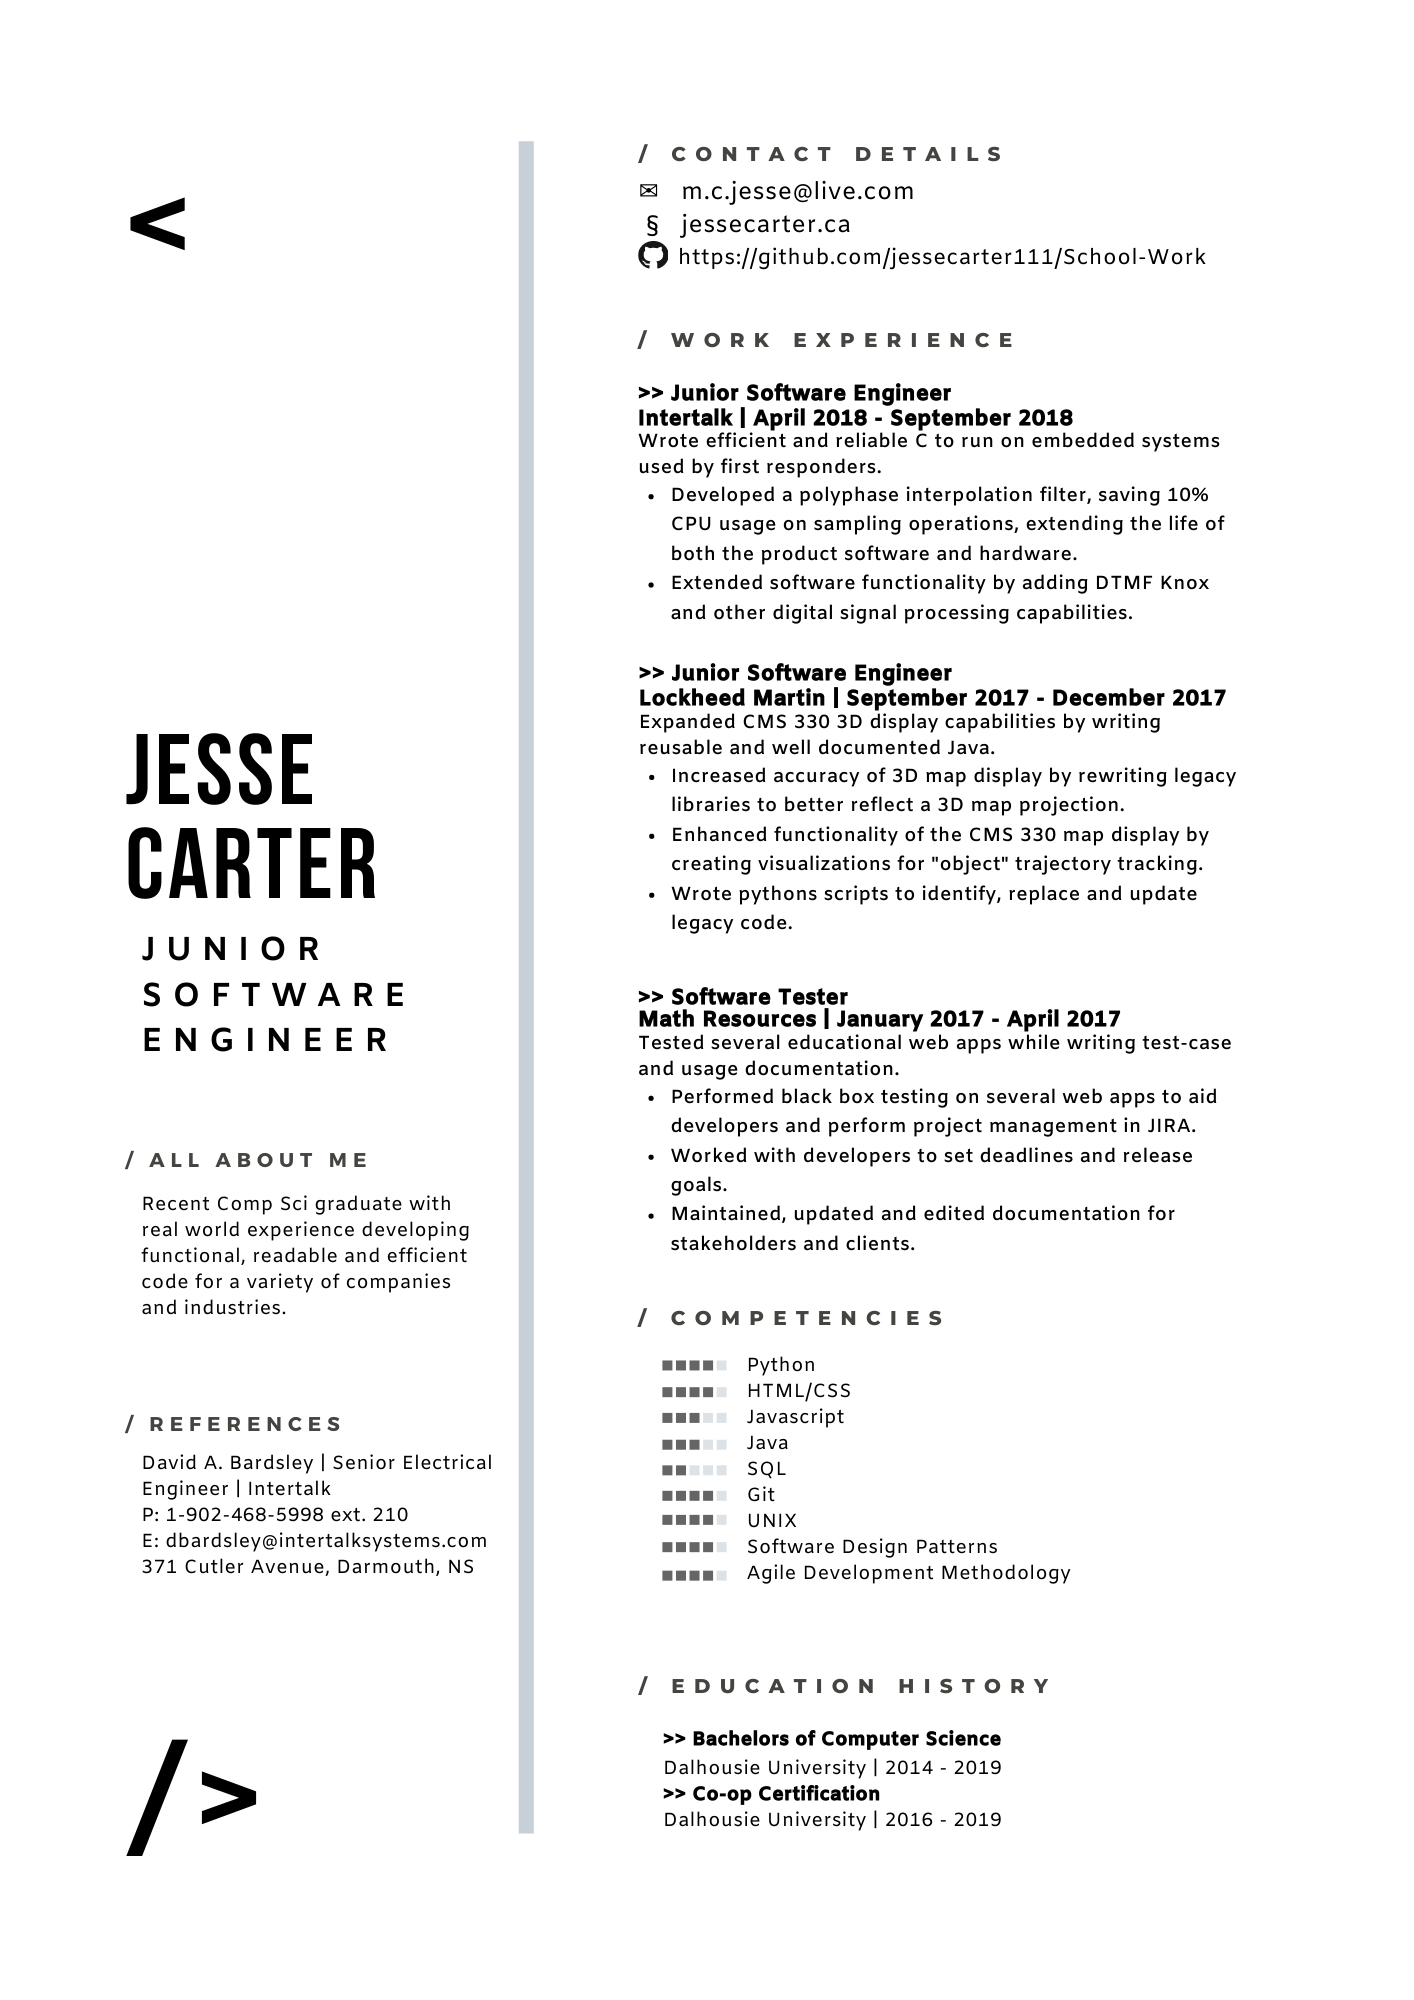 <
JESSE
CARTER
JUNIOR
SOFTWARE
ENGINEER
/ ALL ABOUT ME
Recent Comp Sci graduate with
real world experience developing
functional, readable and efficient
code for a variety of companies
and industries.
/ REFERENCES
David A. Bardsley | Senior Electrical
Engineer | Intertalk
P: 1-902-468-5998 ext. 210
E: dbardsley@intertalksystems.com
371 Cutler Avenue, Darmouth, NS
/>
/ CONTACT DETAILS
✉ m.c.jesse@live.com
§ jessecarter.ca
https://github.com/jessecarter111/School-Work
/ WORK EXPERIENCE
>> Junior Software Engineer
Intertalk | April 2018 - September 2018
Wrote efficient and reliable C to run on embedded systems
used by first responders.
• Developed a polyphase interpolation filter, saving 10%
CPU usage on sampling operations, extending the life of
both the product software and hardware.
• Extended software functionality by adding DTMF Knox
and other digital signal processing capabilities.
>> Junior Software Engineer
Lockheed Martin | September 2017 - December 2017
Expanded CMS 330 3D display capabilities by writing
reusable and well documented Java.
• Increased accuracy of 3D map display by rewriting legacy
libraries to better reflect a 3D map projection.
• Enhanced functionality of the CMS 330 map display by
creating visualizations for "object" trajectory tracking.
• Wrote pythons scripts to identify, replace and update
legacy code.
>> Software Tester
Math Resources | January 2017 - April 2017
Tested several educational web apps while writing test-case
and usage documentation.
• Performed black box testing on several web apps to aid
developers and perform project management in JIRA.
• Worked with developers to set deadlines and release
goals.
• Maintained, updated and edited documentation for
stakeholders and clients.
/ COMPETENCIES
Python
HTML/CSS
Javascript
Java
SQL
Git
UNIX
Software Design Patterns
Agile Development Methodology
/ EDUCATION HISTORY
>> Bachelors of Computer Science
Dalhousie University | 2014 - 2019
>> Co-op Certification
Dalhousie University | 2016 - 2019